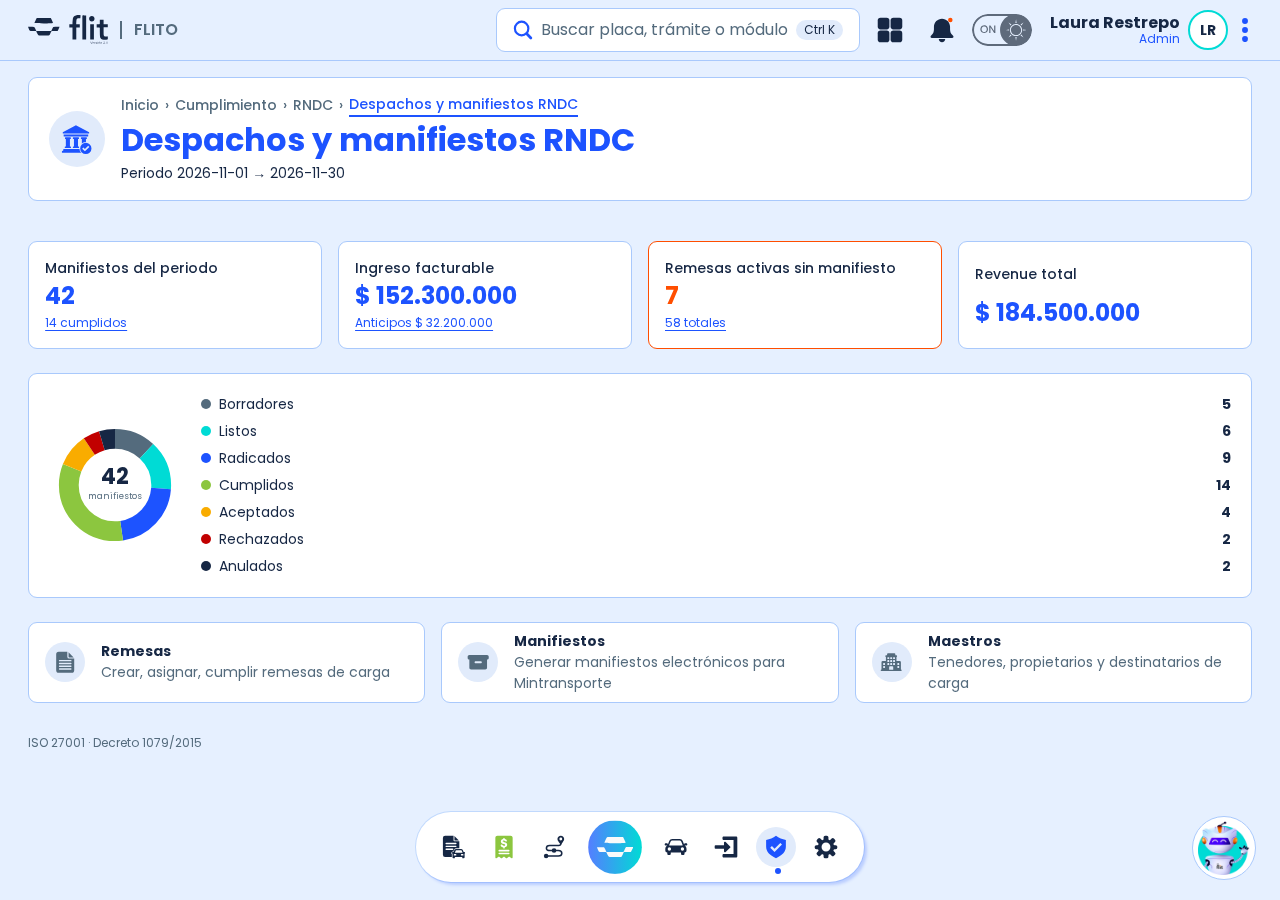 flit | FLITO
Buscar placa, trámite o módulo Ctrl K
ON
Laura Restrepo
Admin
LR
Inicio › Cumplimiento › RNDC › Despachos y manifiestos RNDC
Despachos y manifiestos RNDC
Periodo 2026-11-01 → 2026-11-30
Manifiestos del periodo
42
14 cumplidos
Ingreso facturable
$ 152.300.000
Anticipos $ 32.200.000
Remesas activas sin manifiesto
7
58 totales
Revenue total
$ 184.500.000
42
manifiestos
Borradores 5
Listos 6
Radicados 9
Cumplidos 14
Aceptados 4
Rechazados 2
Anulados 2
Remesas
Crear, asignar, cumplir remesas de carga
Manifiestos
Generar manifiestos electrónicos para
Mintransporte
Maestros
Tenedores, propietarios y destinatarios de
carga
ISO 27001 · Decreto 1079/2015